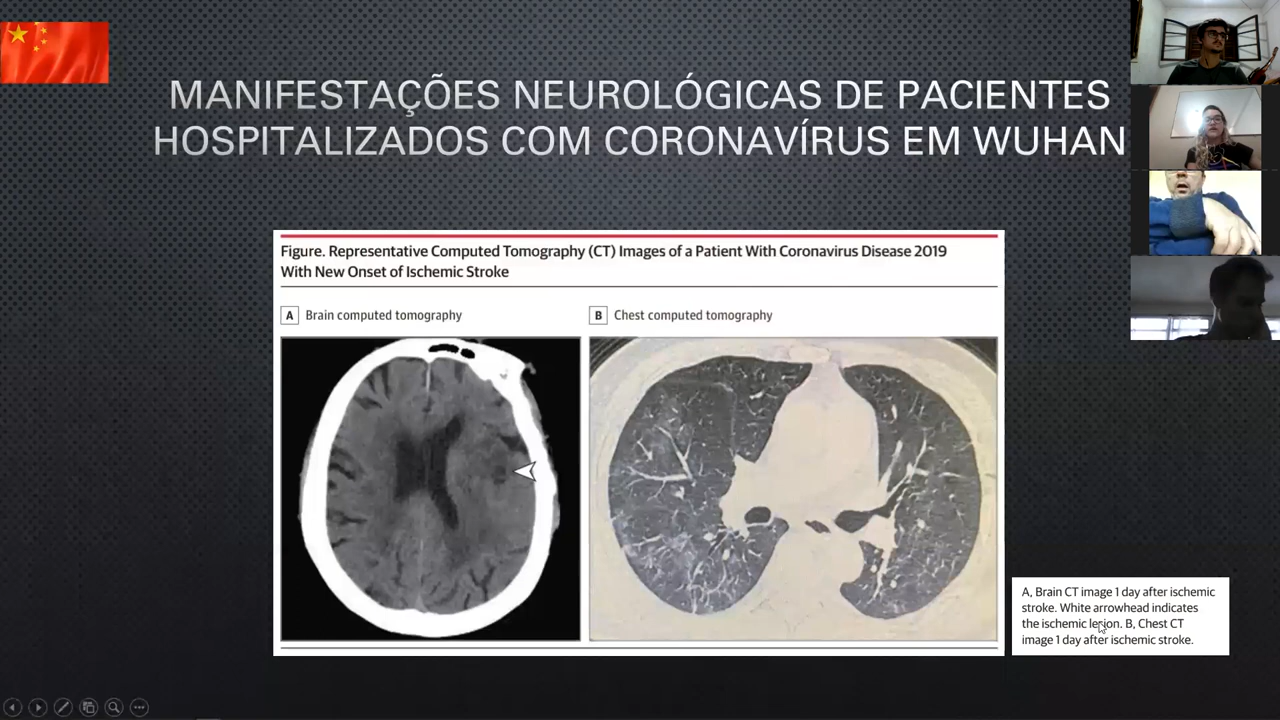 MANIFESTAÇÕES NEUROLÓGICAS DE PACIENTES
HOSPITALIZADOS COM CORONAVÍRUS EM WUHAN
Figure. Representative Computed Tomography (CT) Images of a Patient With Coronavirus Disease 2019
With New Onset of Ischemic Stroke
A Brain computed tomography
B Chest computed tomography
A, Brain CT image 1 day after ischemic
stroke. White arrowhead indicates
the ischemic lesion. B, Chest CT
image 1 day after ischemic stroke.